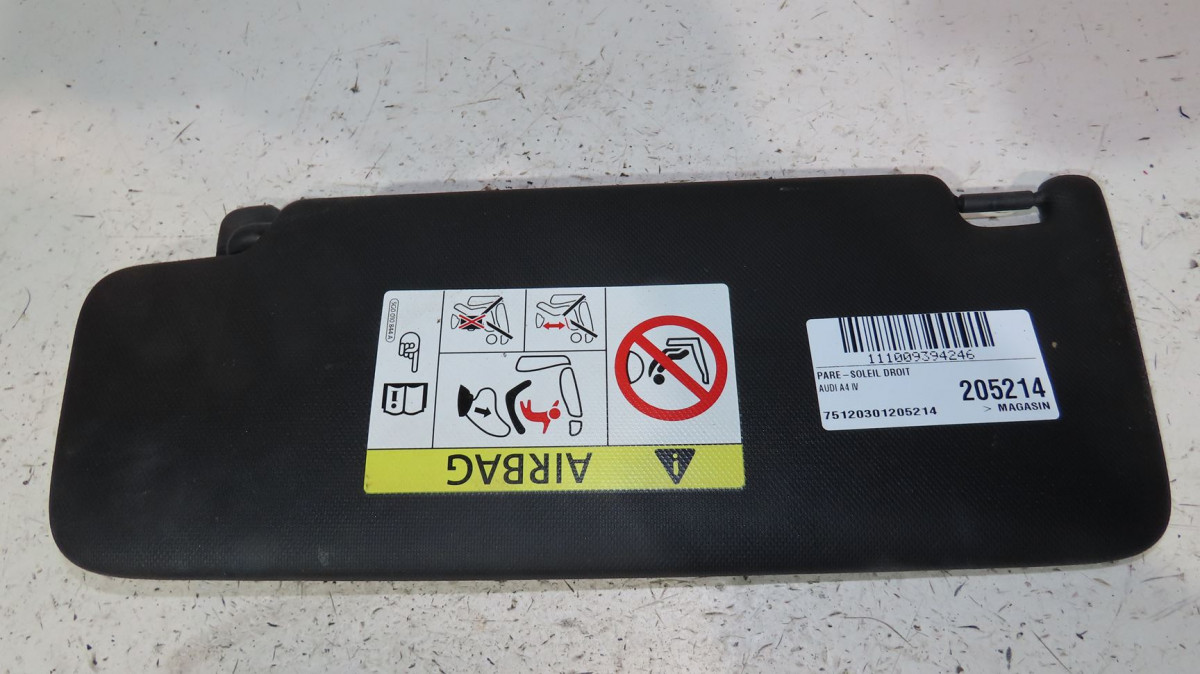 AIRBAG
111009394246
PARE-SOLEIL DROIT
AUDI A4 IV
205214
75120301205214
> MAGASIN